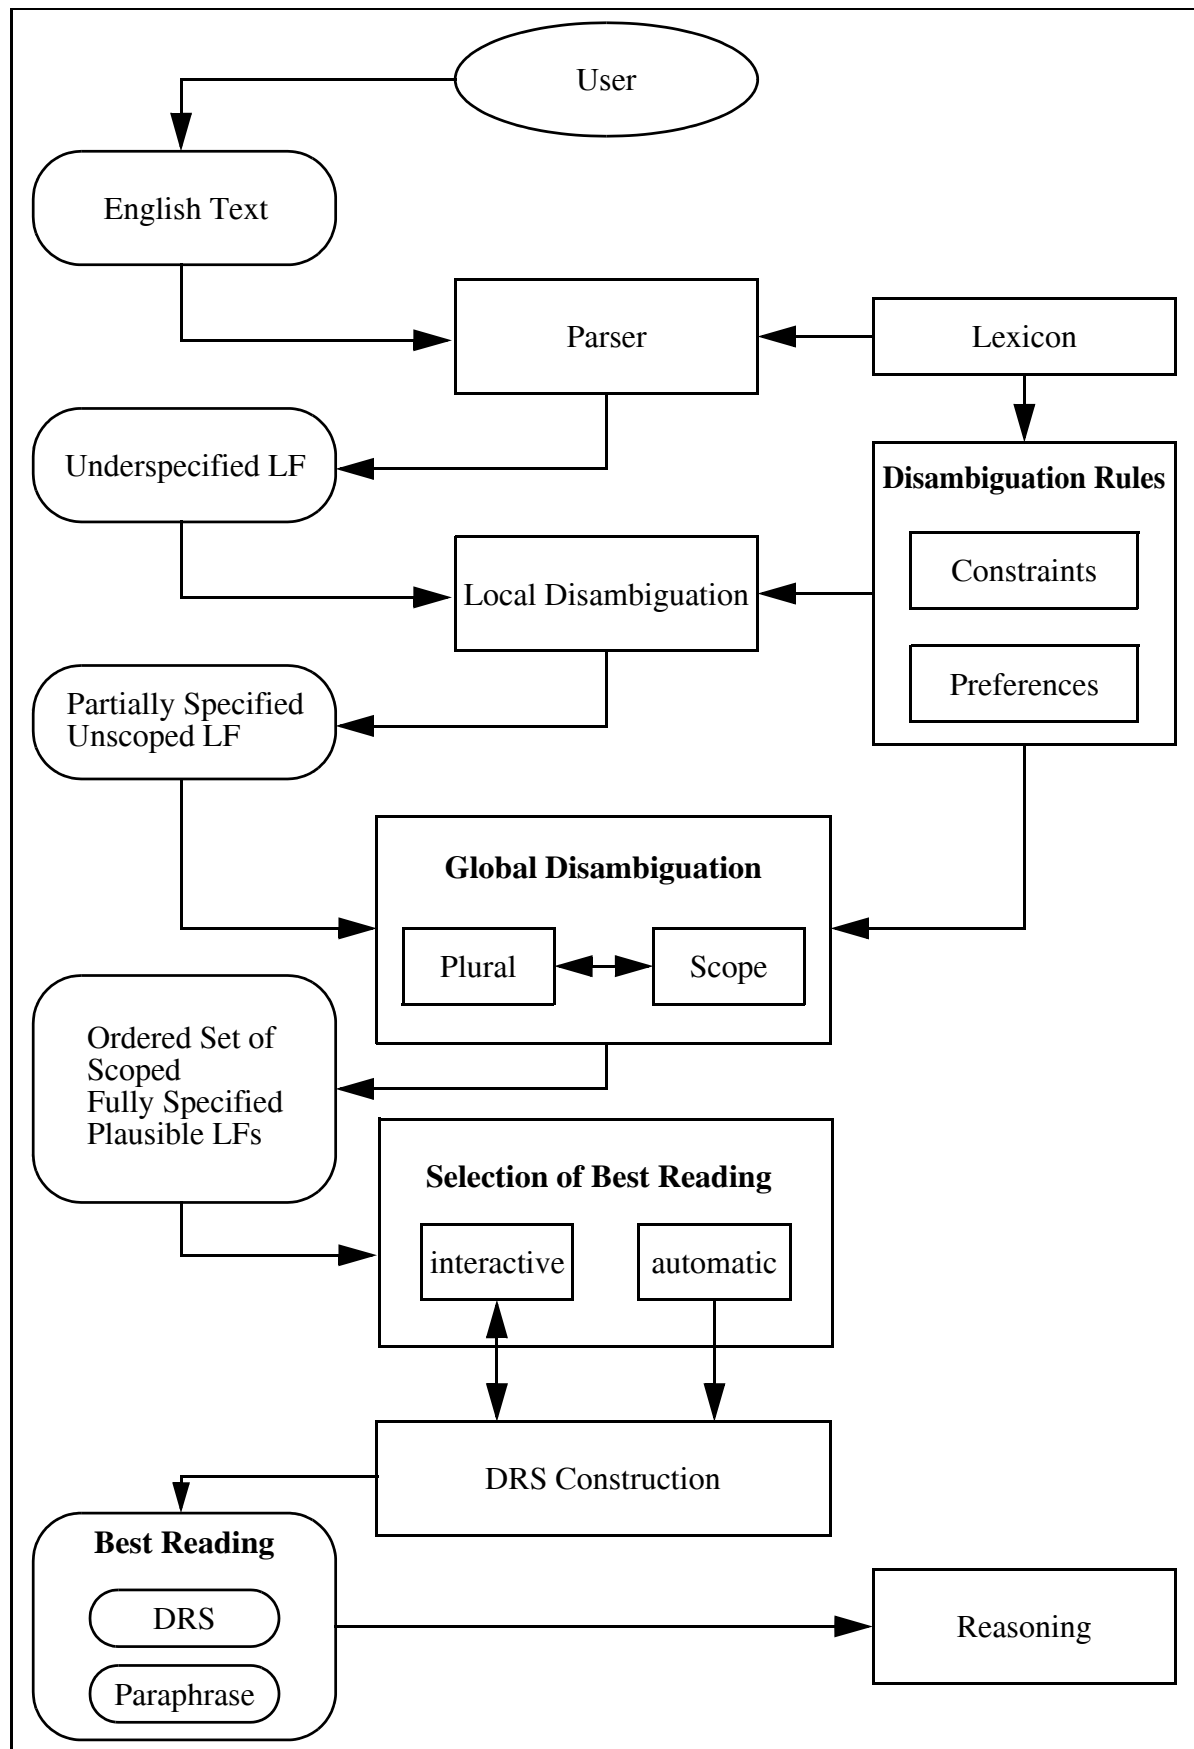 User
English Text
Parser
Lexicon
Underspecified LF
Disambiguation Rules
Constraints
Local Disambiguation
Preferences
Partially Specified
Unscoped LF
Global Disambiguation
Plural
Scope
Ordered Set of
Scoped
Fully Specified
Plausible LFs
Selection of Best Reading
interactive
automatic
DRS Construction
Best Reading
DRS
Paraphrase
Reasoning